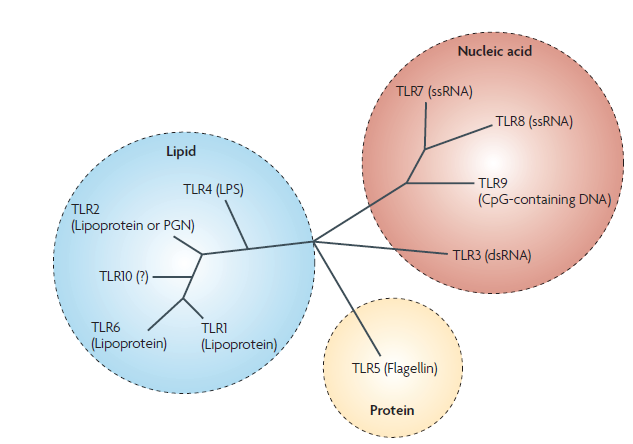 Nucleic acid
TLR7 (ssRNA)
TLR8 (ssRNA)
TLR9
(CpG-containing DNA)
TLR3 (dsRNA)
Lipid
TLR4 (LPS)
TLR2
(Lipoprotein or PGN)
TLR10 (?)
TLR6
(Lipoprotein)
TLR1
(Lipoprotein)
TLR5 (Flagellin)
Protein